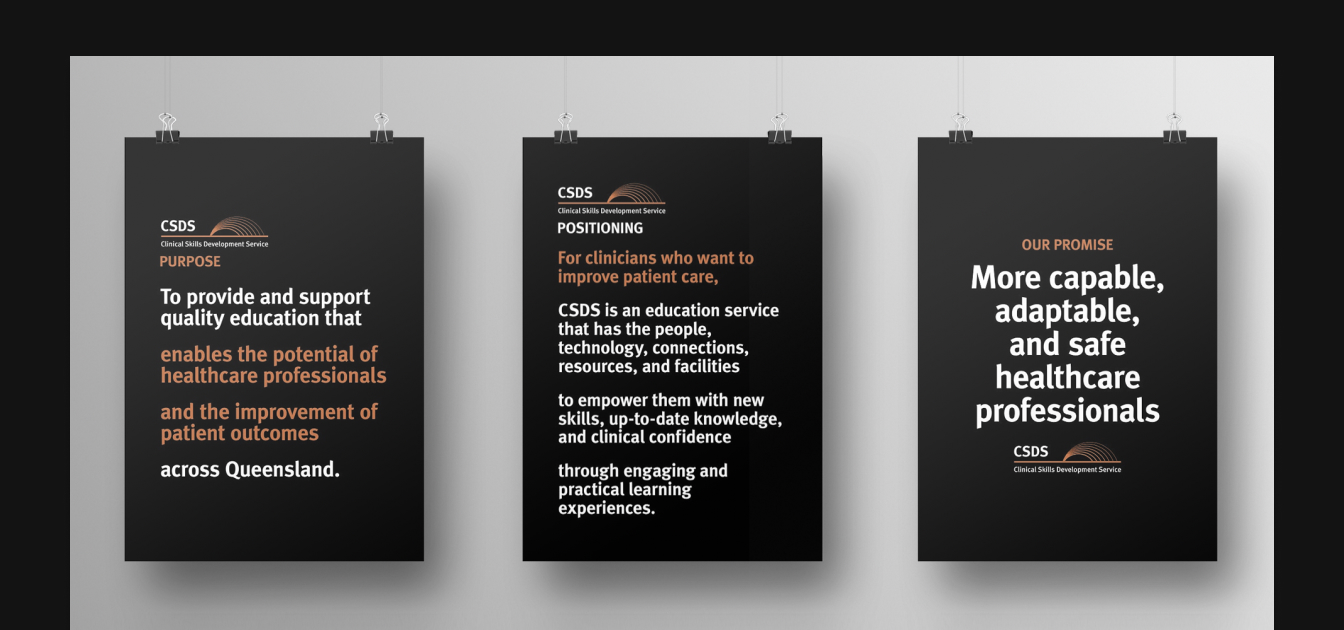 CSDS
Clinical Skills Development Service
PURPOSE
To provide and support
quality education that
enables the potential of
healthcare professionals
and the improvement of
patient outcomes
across Queensland.
CSDS
Clinical Skills Development Service
POSITIONING
For clinicians who want to
improve patient care,
CSDS is an education service
that has the people,
technology, connections,
resources, and facilities
to empower them with new
skills, up-to-date knowledge,
and clinical confidence
through engaging and
practical learning
experiences.
OUR PROMISE
More capable,
adaptable,
and safe
healthcare
professionals
CSDS
Clinical Skills Development Service